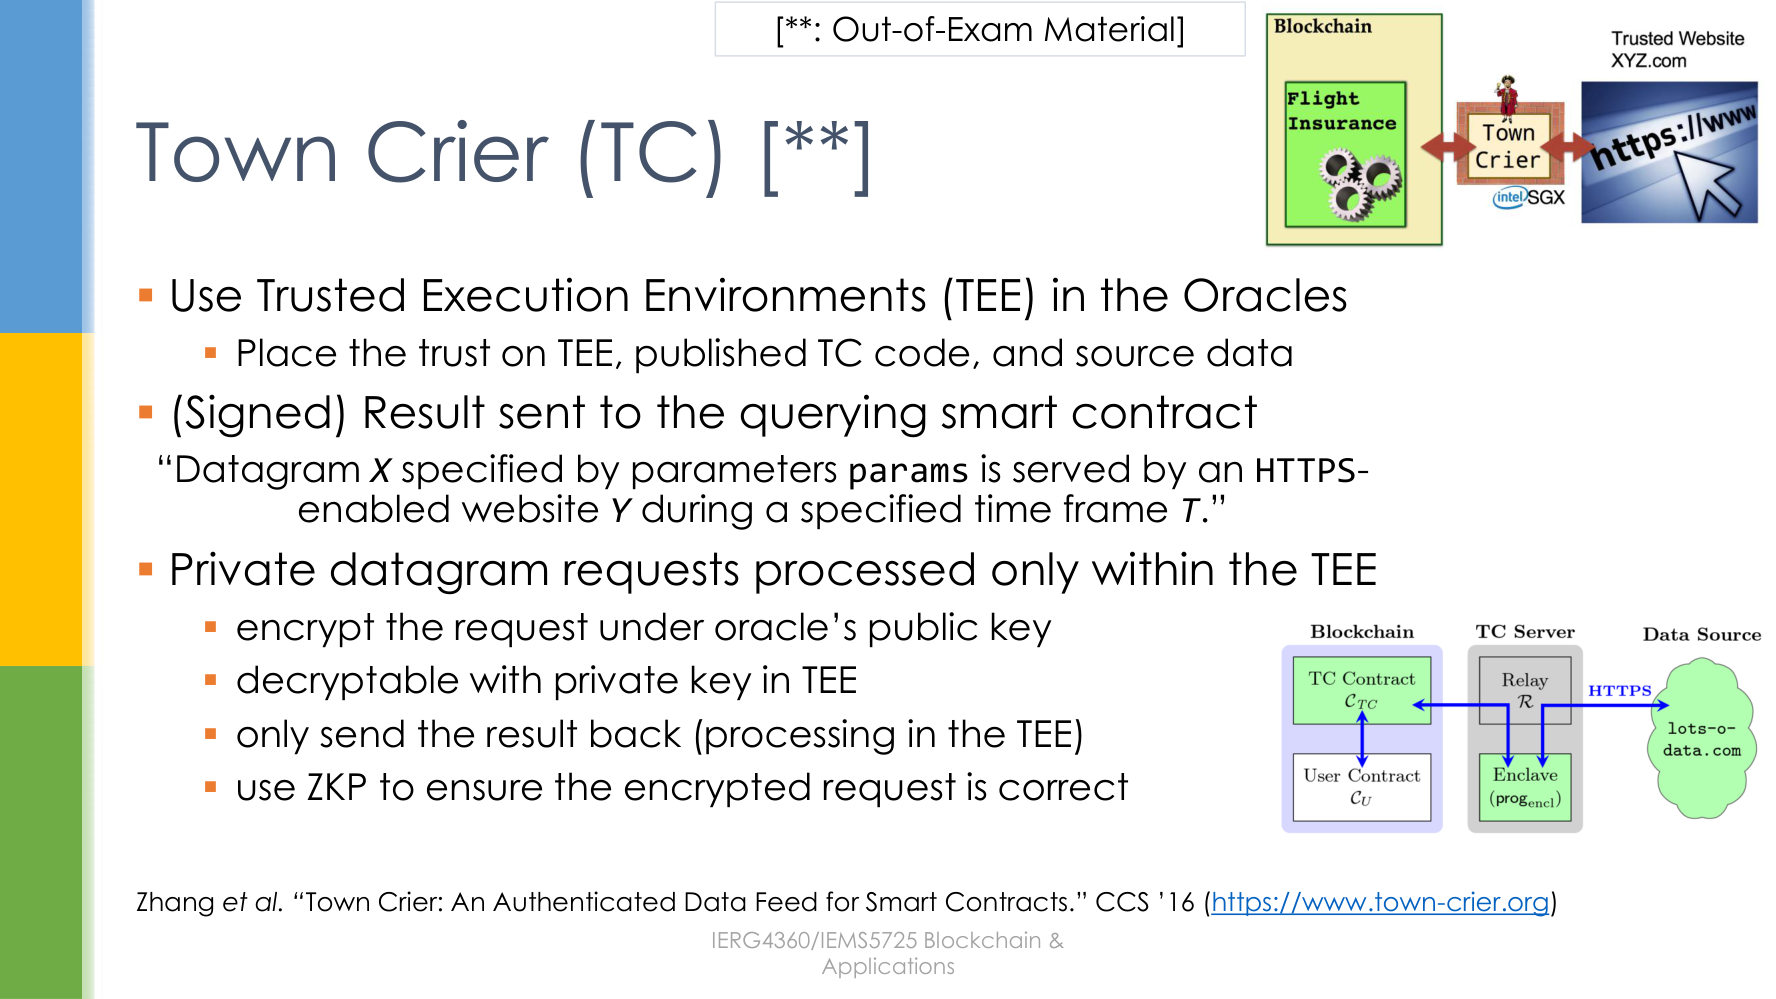 [**: Out-of-Exam Material]
Blockchain
Flight
Insurance
Town
Crier
intel SGX
Trusted Website
XYZ.com
https://www
Town Crier (TC) [**]
Use Trusted Execution Environments (TEE) in the Oracles
Place the trust on TEE, published TC code, and source data
(Signed) Result sent to the querying smart contract
“Datagram X specified by parameters params is served by an HTTPS-
enabled website Y during a specified time frame T.”
Private datagram requests processed only within the TEE
encrypt the request under oracle’s public key
decryptable with private key in TEE
only send the result back (processing in the TEE)
use ZKP to ensure the encrypted request is correct
Blockchain
TC Contract
C_TC
User Contract
C_U
TC Server
Relay
R
Enclave
(prog_encl)
HTTPS
Data Source
lots-o-
data.com
Zhang et al. “Town Crier: An Authenticated Data Feed for Smart Contracts.” CCS ’16 (https://www.town-crier.org)
IERG4360/IEMS5725 Blockchain &
Applications